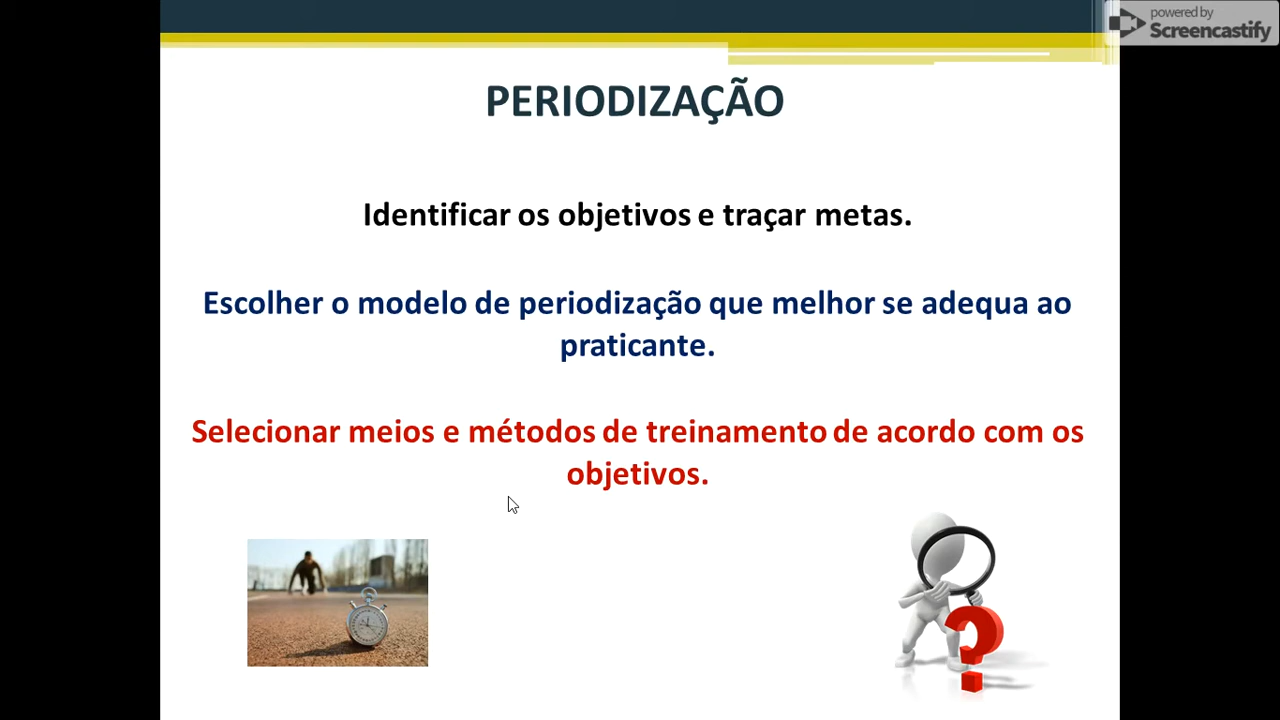 powered by
Screencastify
PERIODIZAÇÃO
Identificar os objetivos e traçar metas.
Escolher o modelo de periodização que melhor se adequa ao
praticante.
Selecionar meios e métodos de treinamento de acordo com os
objetivos.
?